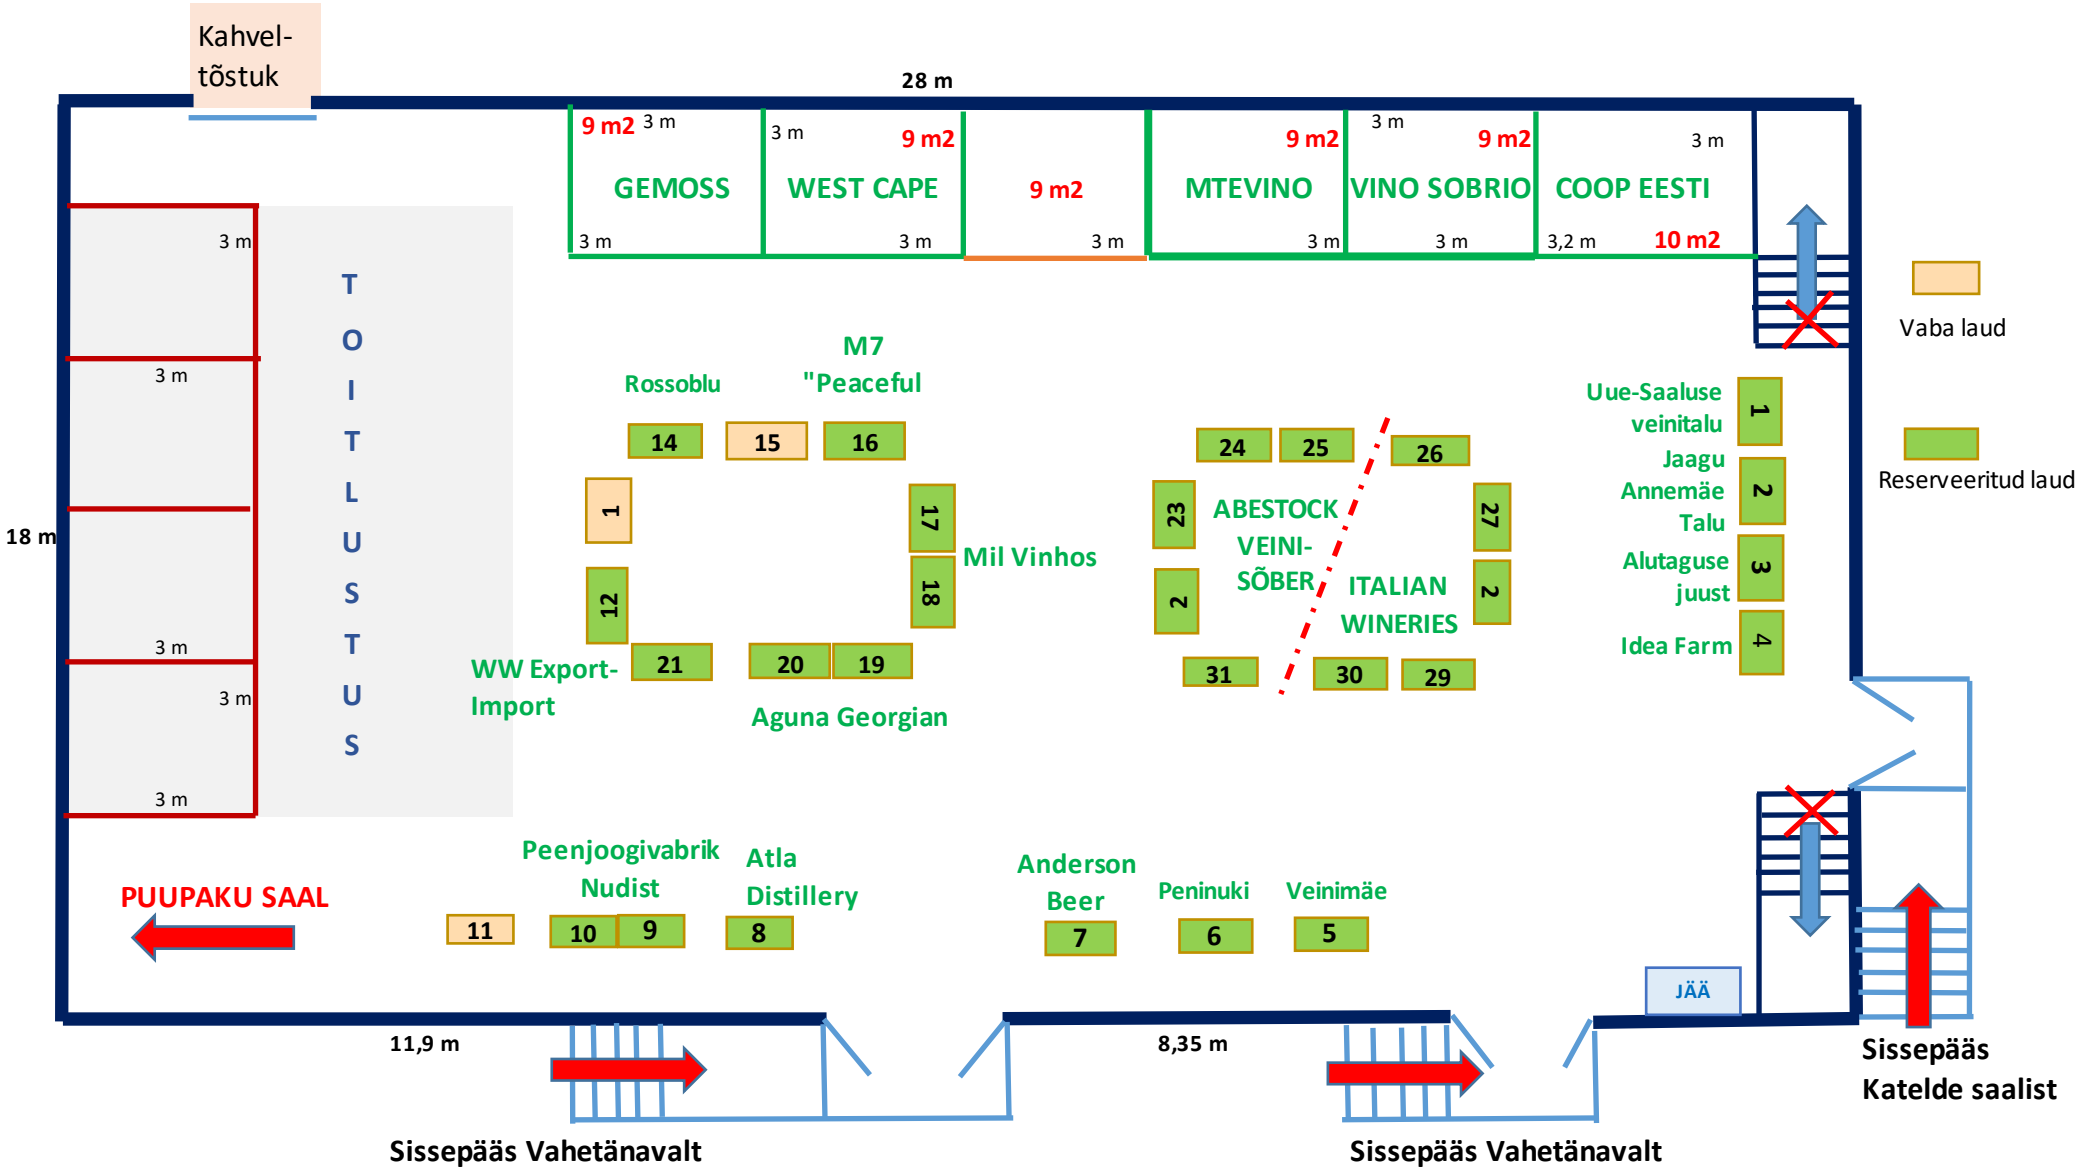 Kahvel-
tõstuk
28 m
9 m2
3 m
3 m
9 m2
9 m2
3 m
9 m2
3 m
GEMOSS
WEST CAPE
9 m2
MTEVINO
VINO SOBRIO
COOP EESTI
3 m
3 m
3 m
3 m
3 m
3,2 m
10 m2
3 m
3 m
3 m
3 m
3 m
T
O
I
T
L
U
S
T
U
S
18 m
Vaba laud
Reserveeritud laud
Rossoblu
M7
"Peaceful
14
15
16
1
12
17
18
Mil Vinhos
21
20
19
WW Export-
Import
Aguna Georgian
24
25
26
23
2
27
2
ABESTOCK
VEINI-
SÕBER
ITALIAN
WINERIES
31
30
29
Uue-Saaluse
veinitalu
1
Jaagu
Annemäe
Talu
2
Alutaguse
juust
3
Idea Farm
4
PUUPAKU SAAL
Peenjoogivabrik
Nudist
Atla
Distillery
Anderson
Beer
Peninuki
Veinimäe
11
10
9
8
7
6
5
JÄÄ
11,9 m
8,35 m
Sissepääs
Katelde saalist
Sissepääs Vahetänavalt
Sissepääs Vahetänavalt